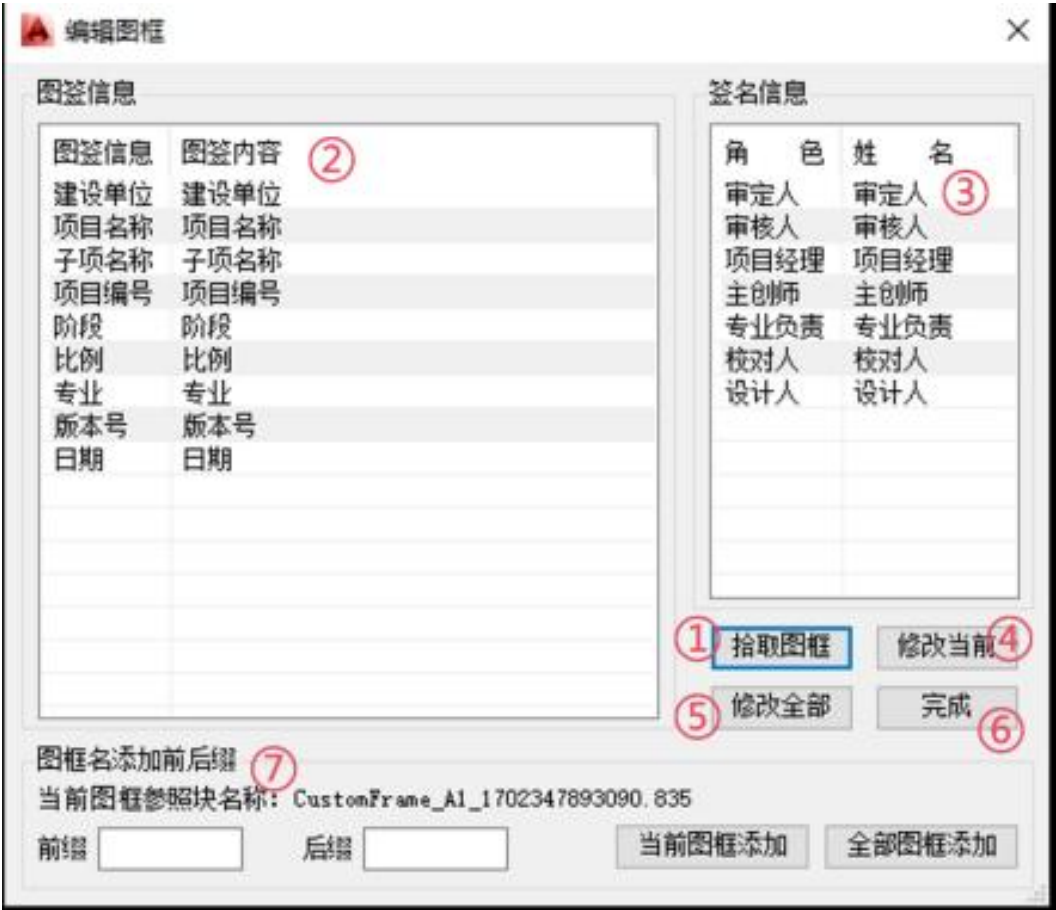 编辑图框
图签信息
签名信息
图签信息 图签内容 ②
建设单位 建设单位
项目名称 项目名称
子项名称 子项名称
项目编号 项目编号
阶段 阶段
比例 比例
专业 专业
版本号 版本号
日期 日期
角 色 姓 名
审定人 审定人 ③
审核人 审核人
项目经理 项目经理
主创师 主创师
专业负责 专业负责
校对人 校对人
设计人 设计人
① 拾取图框 修改当前 ④
⑤ 修改全部 完成 ⑥
图框名添加前后缀 ⑦
当前图框参照块名称: CustomFrame_A1_1702347893090.835
前缀 后缀 当前图框添加 全部图框添加